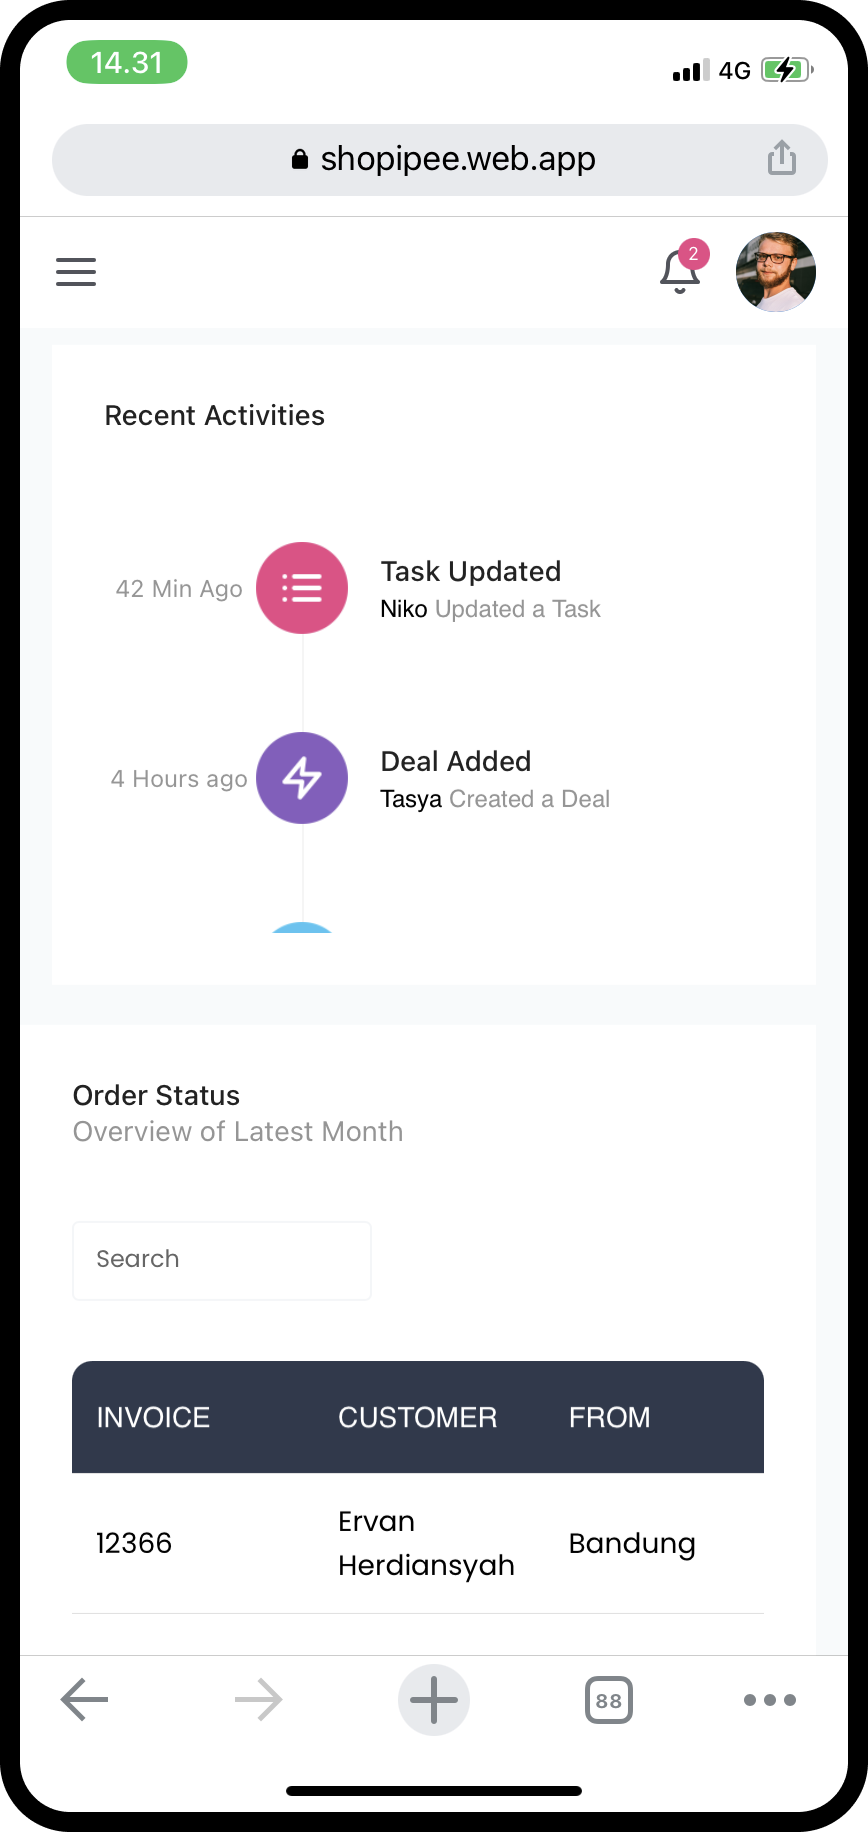 14.31
4G
shopipee.web.app
2
Recent Activities
42 Min Ago
Task Updated
Niko Updated a Task
4 Hours ago
Deal Added
Tasya Created a Deal
Order Status
Overview of Latest Month
Search
INVOICE CUSTOMER FROM
12366 Ervan Herdiansyah Bandung
88